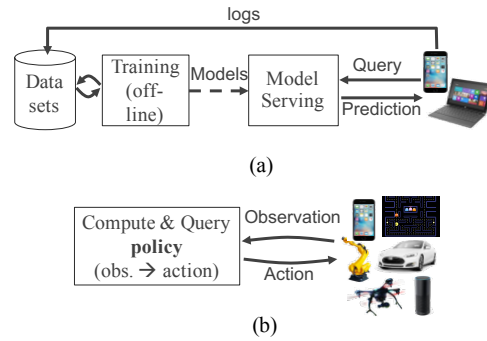 logs
Data
sets
Training
(off-
line)
Models
Model
Serving
Query
Prediction
(a)
Compute & Query
policy
(obs. → action)
Observation
Action
(b)